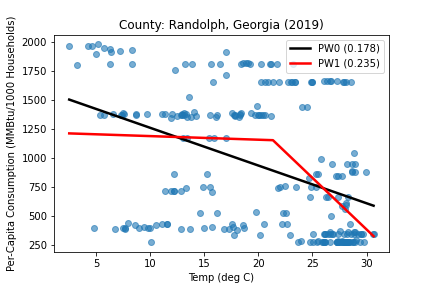 County: Randolph, Georgia (2019)
PW0 (0.178)
PW1 (0.235)
Per-Capita Consumption (MMBtu/1000 Households)
2000
1750
1500
1250
1000
750
500
250
5
10
15
20
25
30
Temp (deg C)